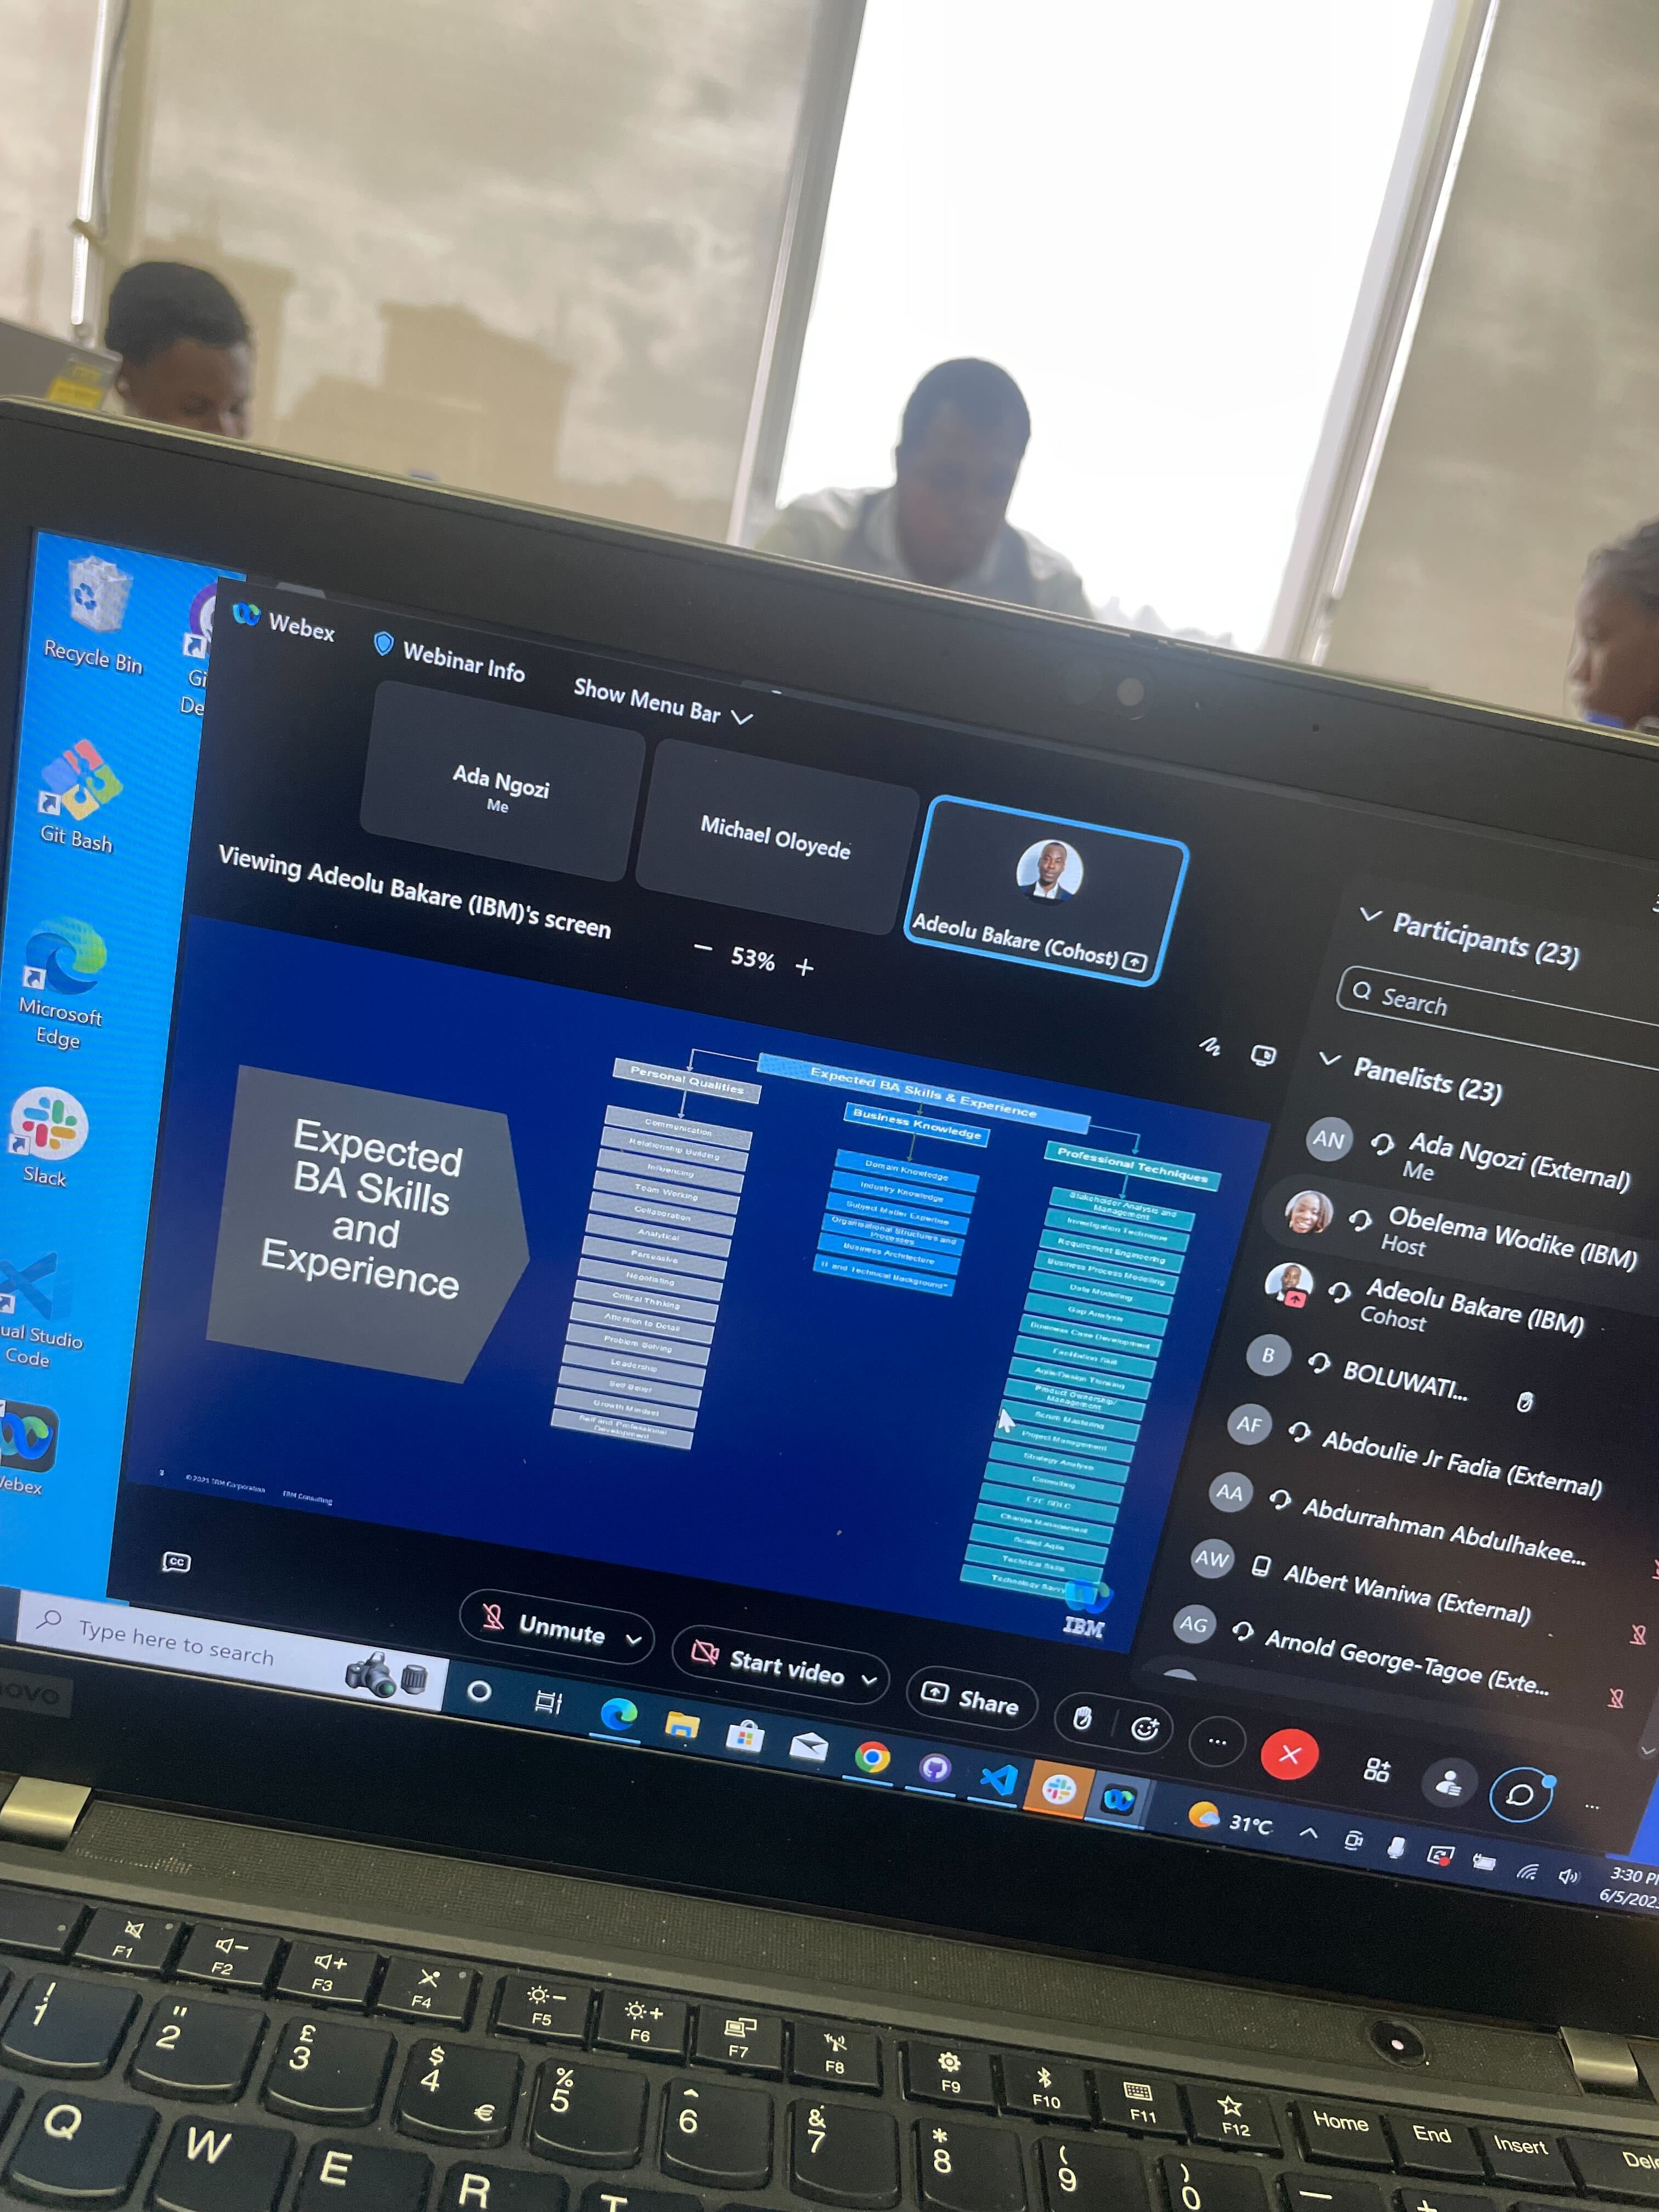 Recycle Bin
Gi
De
Git Bash
Microsoft
Edge
Slack
ual Studio
Code
Webex
Webinar Info
Show Menu Bar
Ada Ngozi
Me
Michael Oloyede
Adeolu Bakare (Cohost)
Viewing Adeolu Bakare (IBM)'s screen
53%
Expected
BA Skills
and
Experience
Expected BA Skills & Experience
Personal Qualities
Communication
Relationship Building
Influencing
Team Working
Collaboration
Analytical
Persuasive
Negotiating
Critical Thinking
Attention to Detail
Problem Solving
Leadership
Self Belief
Growth Mindset
Self and Professional
Development
Business Knowledge
Domain Knowledge
Industry Knowledge
Subject Matter Expertise
Organisational Structures and
Processes
Business Architecture
IT and Technical Background*
Professional Techniques
Stakeholder Analysis and
Management
Investigation Technique
Requirement Engineering
Business Process Modelling
Data Modelling
Gap Analysis
Business Case Development
Facilitation Skill
Agile/Design Thinking
Product Ownership/
Management
Scrum Mastering
Project Management
Strategy Analysis
Consulting
E2E SDLC
Change Management
Scaled Agile
Technical Skills
Technology Savvy
3
© 2021 IBM Corporation
IBM Consulting
IBM
Participants (23)
Search
Panelists (23)
AN
Ada Ngozi (External)
Me
Obelema Wodike (IBM)
Host
Adeolu Bakare (IBM)
Cohost
B
BOLUWATI...
AF
Abdoulie Jr Fadia (External)
AA
Abdurrahman Abdulhakee...
AW
Albert Waniwa (External)
AG
Arnold George-Tagoe (Exte...
CC
Unmute
Start video
Share
Type here to search
31°C
3:30 P
6/5/202
F1
F2
F3
F4
F5
F6
F7
F8
F9
F10
F11
F12
Home
End
Insert
Dele
! 1
" 2
£ 3
$ 4 €
% 5
^ 6
& 7
* 8
( 9
) 0
Q
W
E
R
T